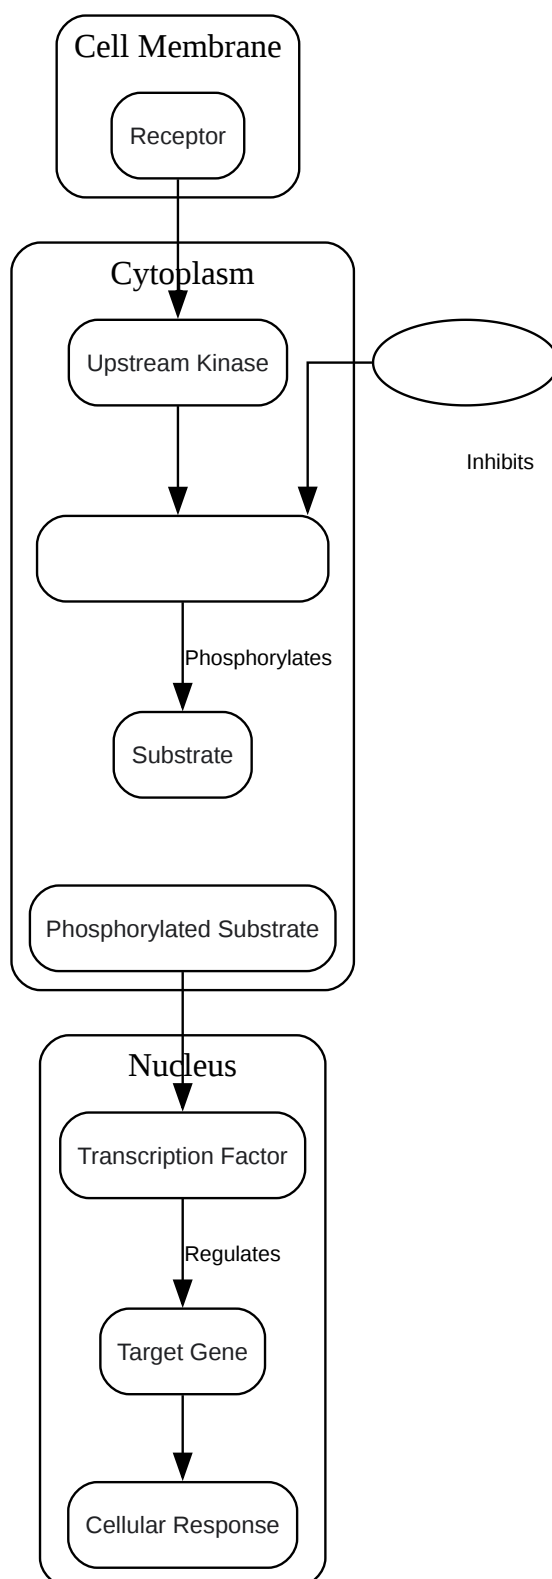 Cell Membrane
Receptor
Cytoplasm
Upstream Kinase
Inhibits
Phosphorylates
Substrate
Phosphorylated Substrate
Nucleus
Transcription Factor
Regulates
Target Gene
Cellular Response